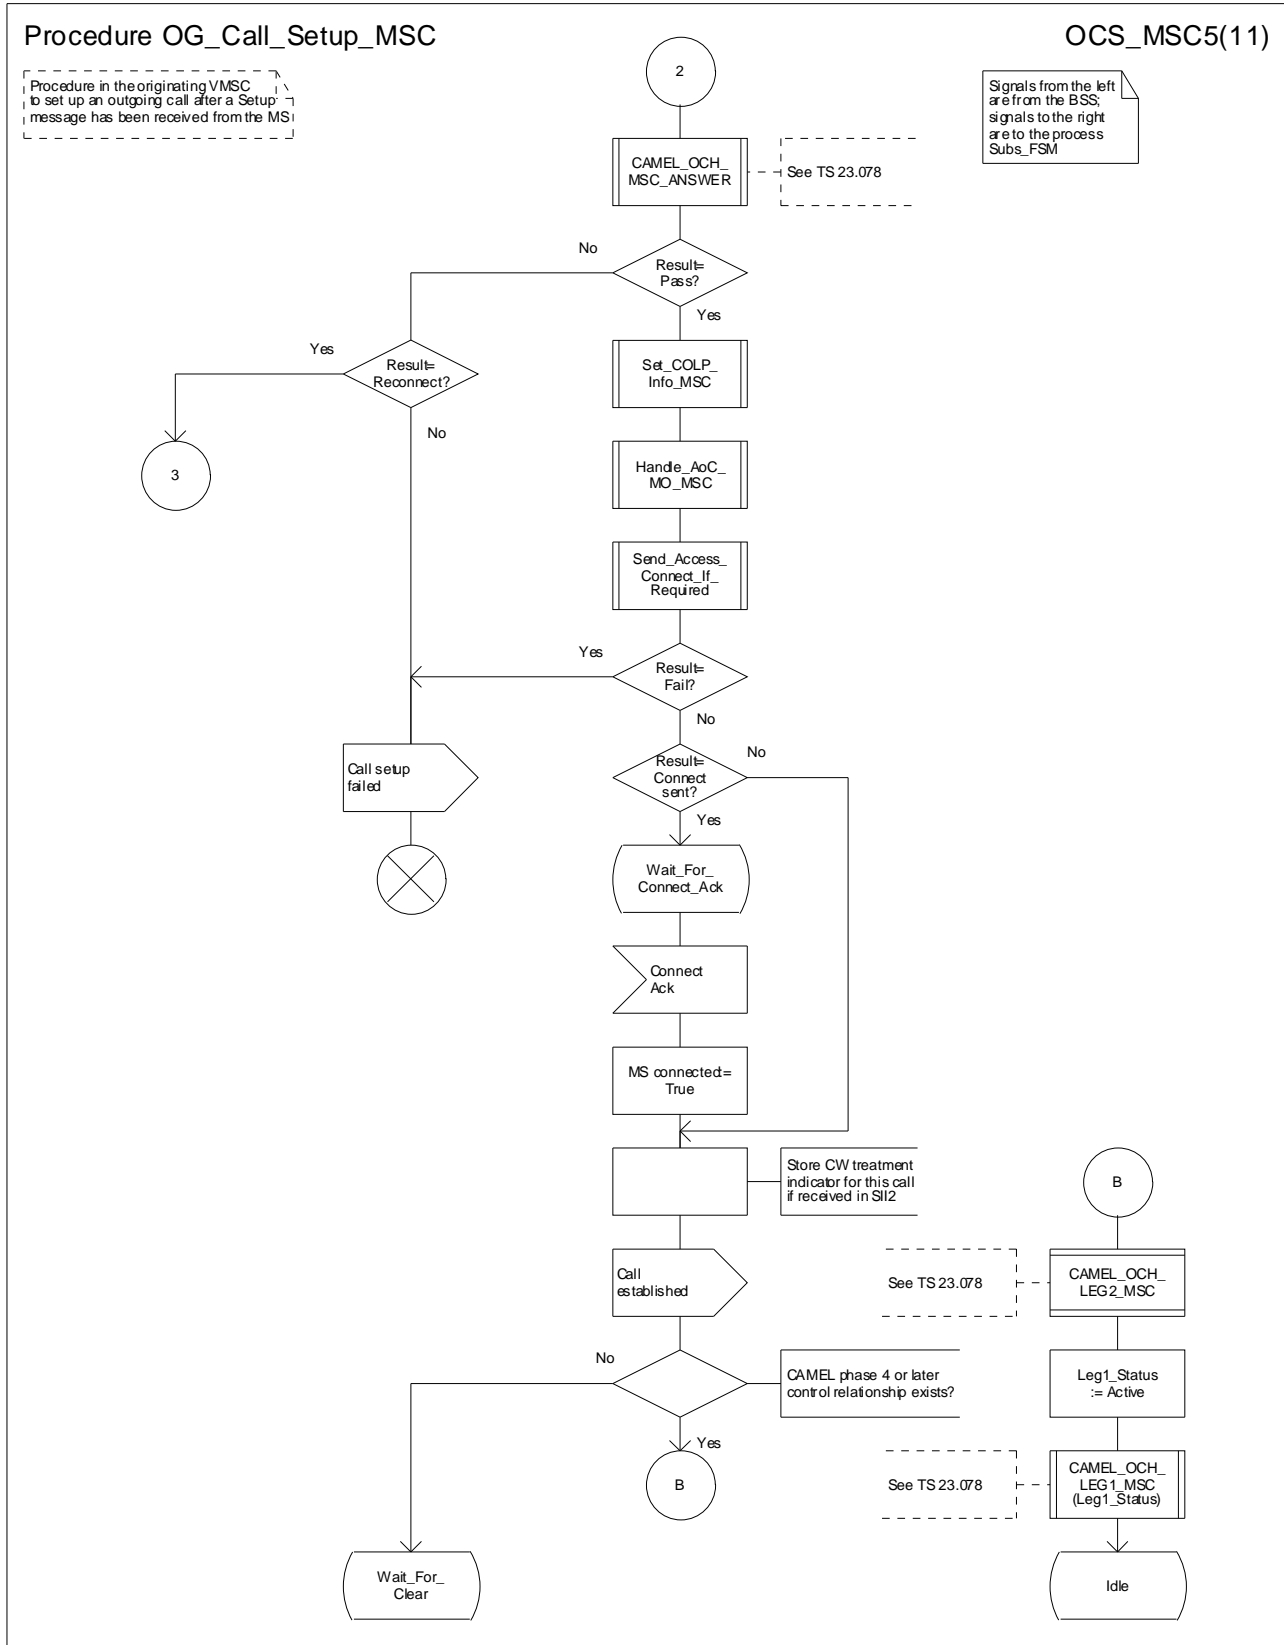 Procedure OG_Call_Setup_MSC
OCS_MSC5(11)
Procedure in the originating VMSC
to set up an outgoing call after a Setup
message has been received from the MS
2
Signals from the left
are from the BSS;
signals to the right
are to the process
Subs_FSM
CAMEL_OCH_
MSC_ANSWER
See TS 23.078
No
Result=
Pass?
Yes
Yes
Result=
Reconnect?
Set_COLP_
Info_MSC
No
3
Handle_AoC_
MO_MSC
Send_Access_
Connect_If_
Required
Yes
Result=
Fail?
No
Call setup
failed
Result=
Connect
sent?
No
Yes
Wait_For_
Connect_Ack
Connect
Ack
MS connected:=
True
Store CW treatment
indicator for this call
if received in SII2
B
Call
established
See TS 23.078
CAMEL_OCH_
LEG2_MSC
No
CAMEL phase 4 or later
control relationship exists?
Leg1_Status
:= Active
Yes
B
See TS 23.078
CAMEL_OCH_
LEG1_MSC
(Leg1_Status)
Wait_For_
Clear
Idle